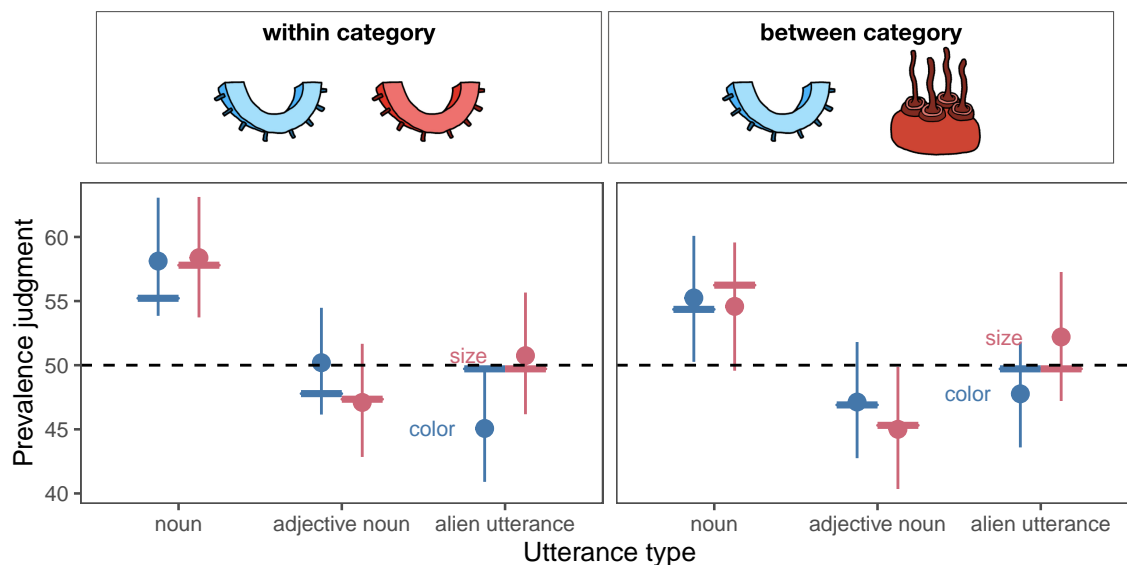 within category
between category
Prevalence judgment
60
55
50
45
40
size
color
size
color
noun
adjective noun
alien utterance
noun
adjective noun
alien utterance
Utterance type